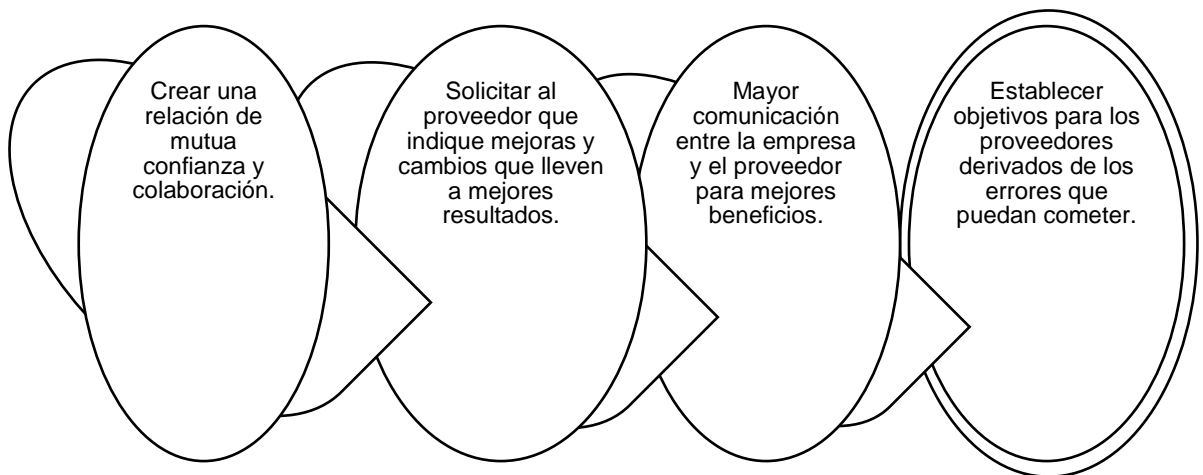 Crear una
relación de
mutua
confianza y
colaboración.
Solicitar al
proveedor que
indique mejoras y
cambios que lleven
a mejores
resultados.
Mayor
comunicación
entre la empresa
y el proveedor
para mejores
beneficios.
Establecer
objetivos para los
proveedores
derivados de los
errores que
puedan cometer.